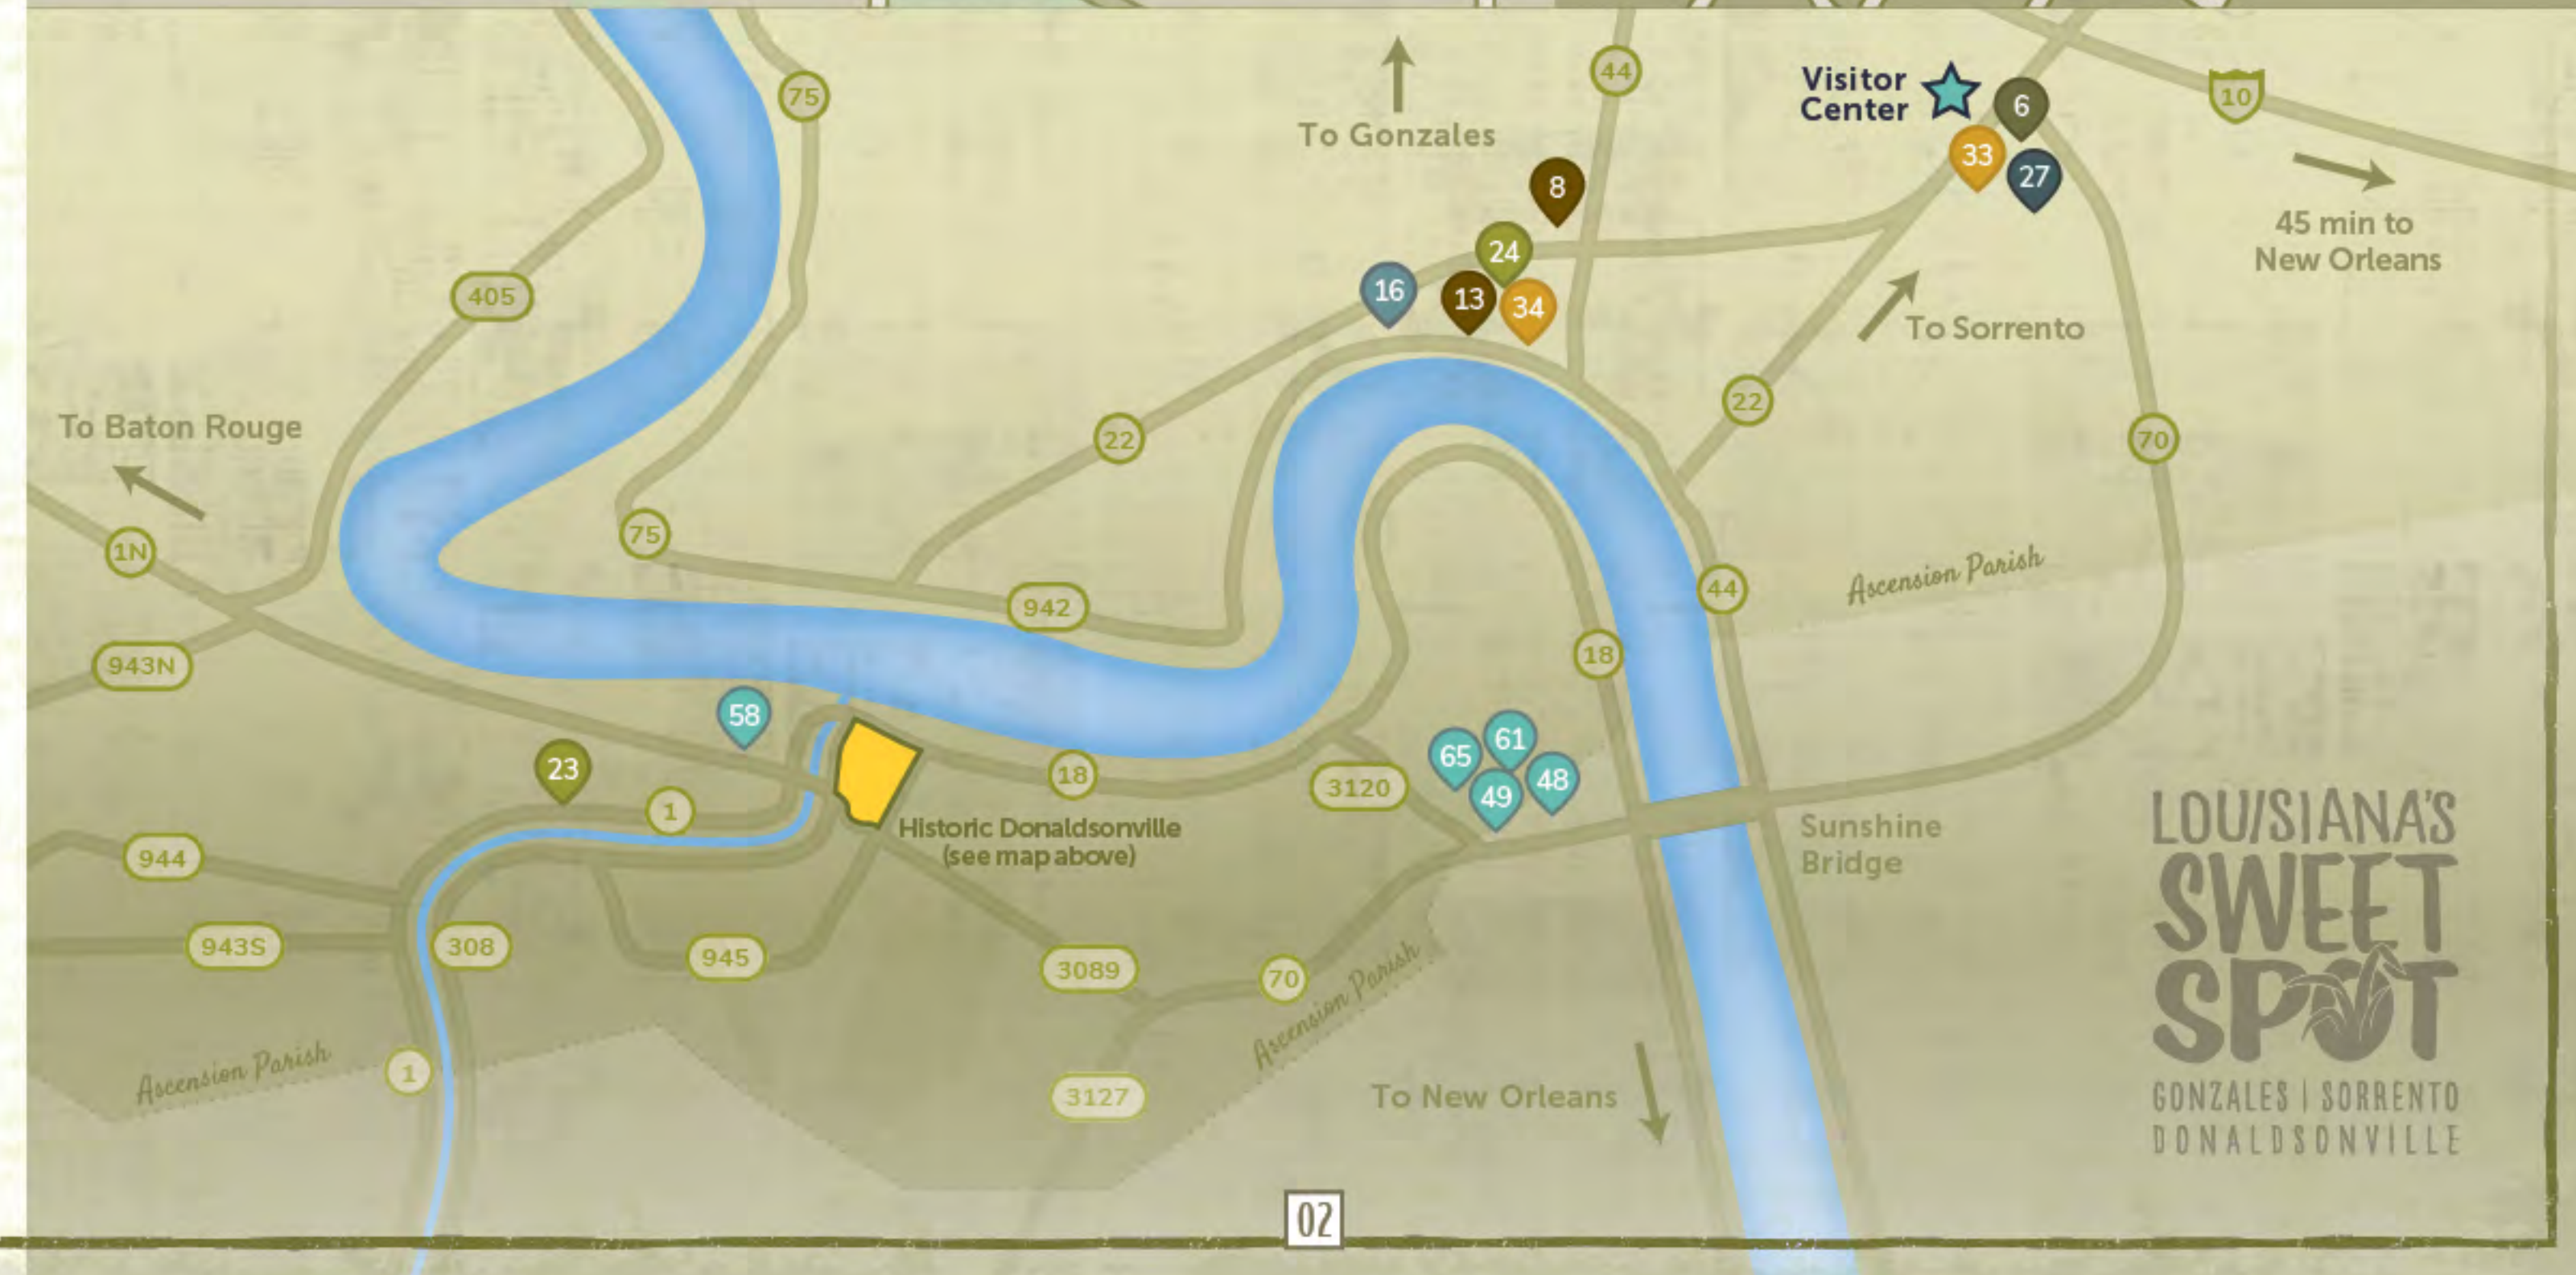 75
44
Visitor
Center
6
10
To Gonzales
33
27
8
45 min to
New Orleans
24
16
13
34
405
To Sorrento
To Baton Rouge
22
22
70
75
1N
942
44
Ascension Parish
943N
18
58
65
61
48
49
23
18
3120
1
Historic Donaldsonville
(see map above)
Sunshine
Bridge
944
943S
308
945
3089
70
Ascension Parish
Ascension Parish
1
3127
To New Orleans
LOUISIANA'S
SWEET
SPOT
GONZALES | SORRENTO
DONALDSONVILLE
02